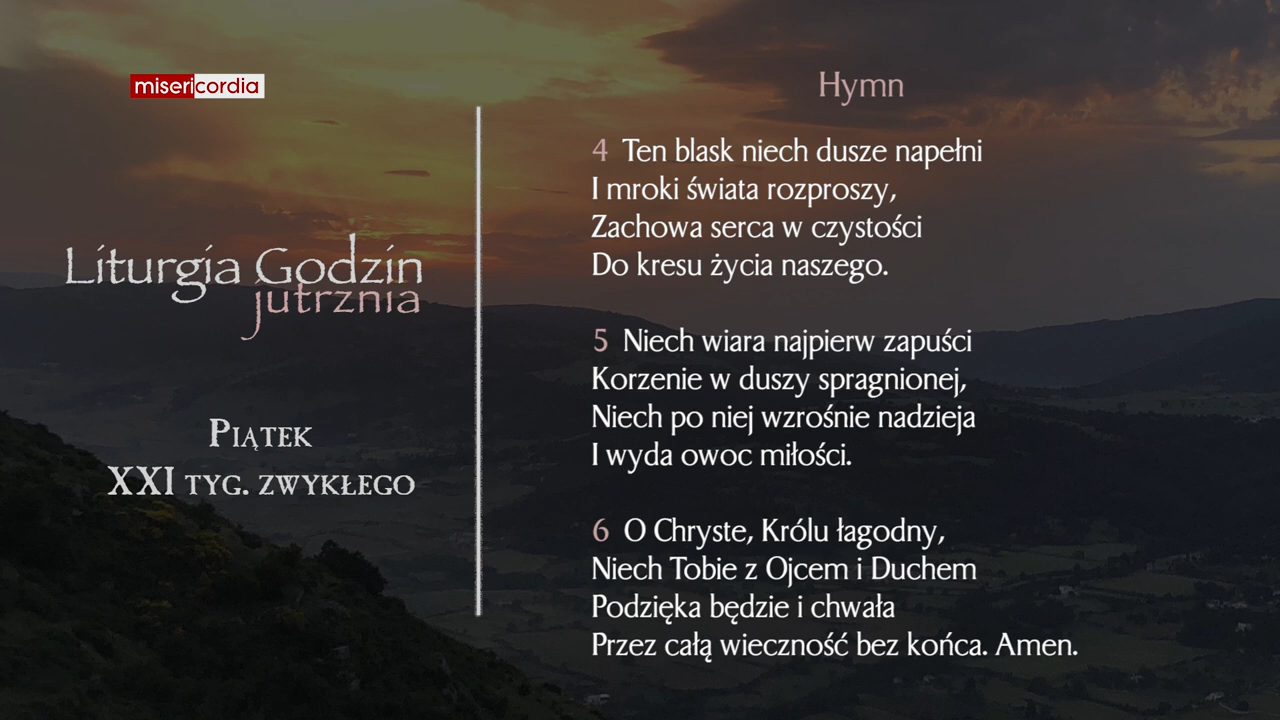 misericordia
Liturgia Godzin
jutrznia
Piątek
XXI tyg. zwykłego
Hymn
4 Ten blask niech dusze napełni
I mroki świata rozproszy,
Zachowa serca w czystości
Do kresu życia naszego.
5 Niech wiara najpierw zapuści
Korzenie w duszy spragnionej,
Niech po niej wzrośnie nadzieja
I wyda owoc miłości.
6 O Chryste, Królu łagodny,
Niech Tobie z Ojcem i Duchem
Podzięka będzie i chwała
Przez całą wieczność bez końca. Amen.